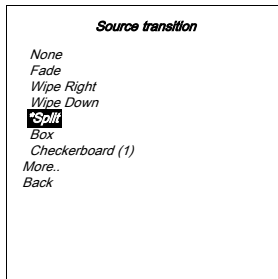 Source transition
None
Fade
Wipe Right
Wipe Down
*Split
Box
Checkerboard (1)
More..
Back